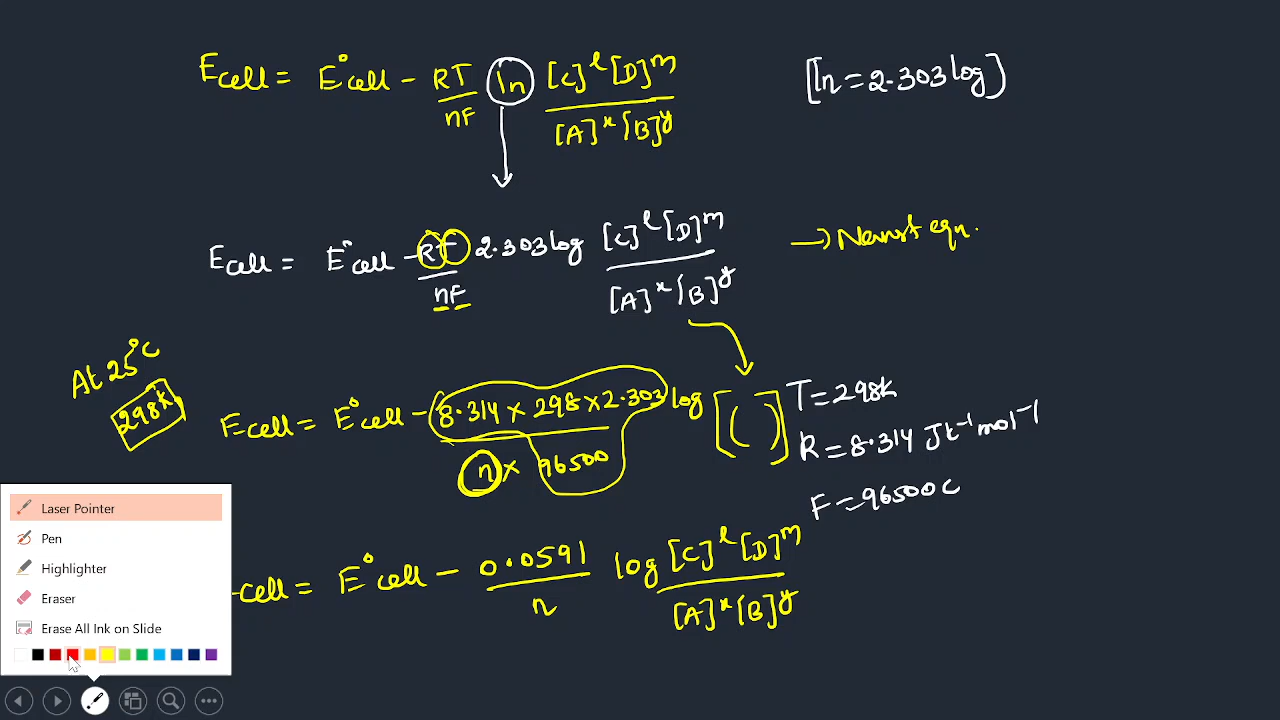 Ecell = E°cell - RT/nF ln [C]^l [D]^m / [A]^x [B]^y
[ln = 2.303 log]
Ecell = E°cell - RT/nF 2.303 log [C]^l [D]^m / [A]^x [B]^y → Nernst eqn.
At 25°C
298K
Ecell = E°cell - 8.314 × 298 × 2.303 / n × 96500 log [( )]
T = 298K
R = 8.314 JK^-1 mol^-1
F = 96500 C
cell = E°cell - 0.0591/n log [C]^l [D]^m / [A]^x [B]^y
Laser Pointer
Pen
Highlighter
Eraser
Erase All Ink on Slide